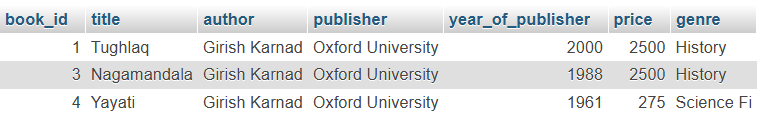 book_id title author publisher year_of_publisher price genre
1 Tughlaq Girish Karnad Oxford University 2000 2500 History
3 Nagamandala Girish Karnad Oxford University 1988 2500 History
4 Yayati Girish Karnad Oxford University 1961 275 Science Fi